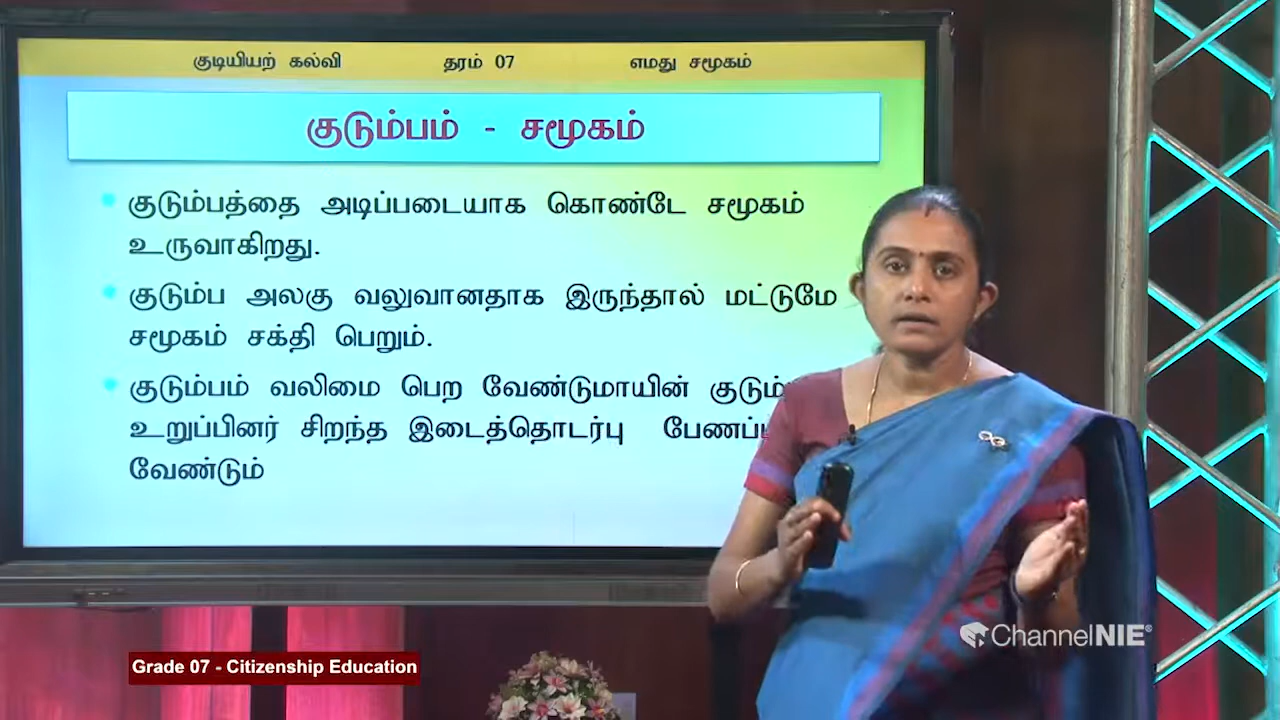 குடியியற் கல்வி தரம் 07 எமது சமூகம்
குடும்பம் - சமூகம்
குடும்பத்தை அடிப்படையாக கொண்டே சமூகம்
உருவாகிறது.
குடும்ப அலகு வலுவானதாக இருந்தால் மட்டுமே
சமூகம் சக்தி பெறும்.
குடும்பம் வலிமை பெற வேண்டுமாயின்
உறுப்பினர் சிறந்த இடைத்தொடர்பு
வேண்டும்
ChannelNIE®
Grade 07 - Citizenship Education